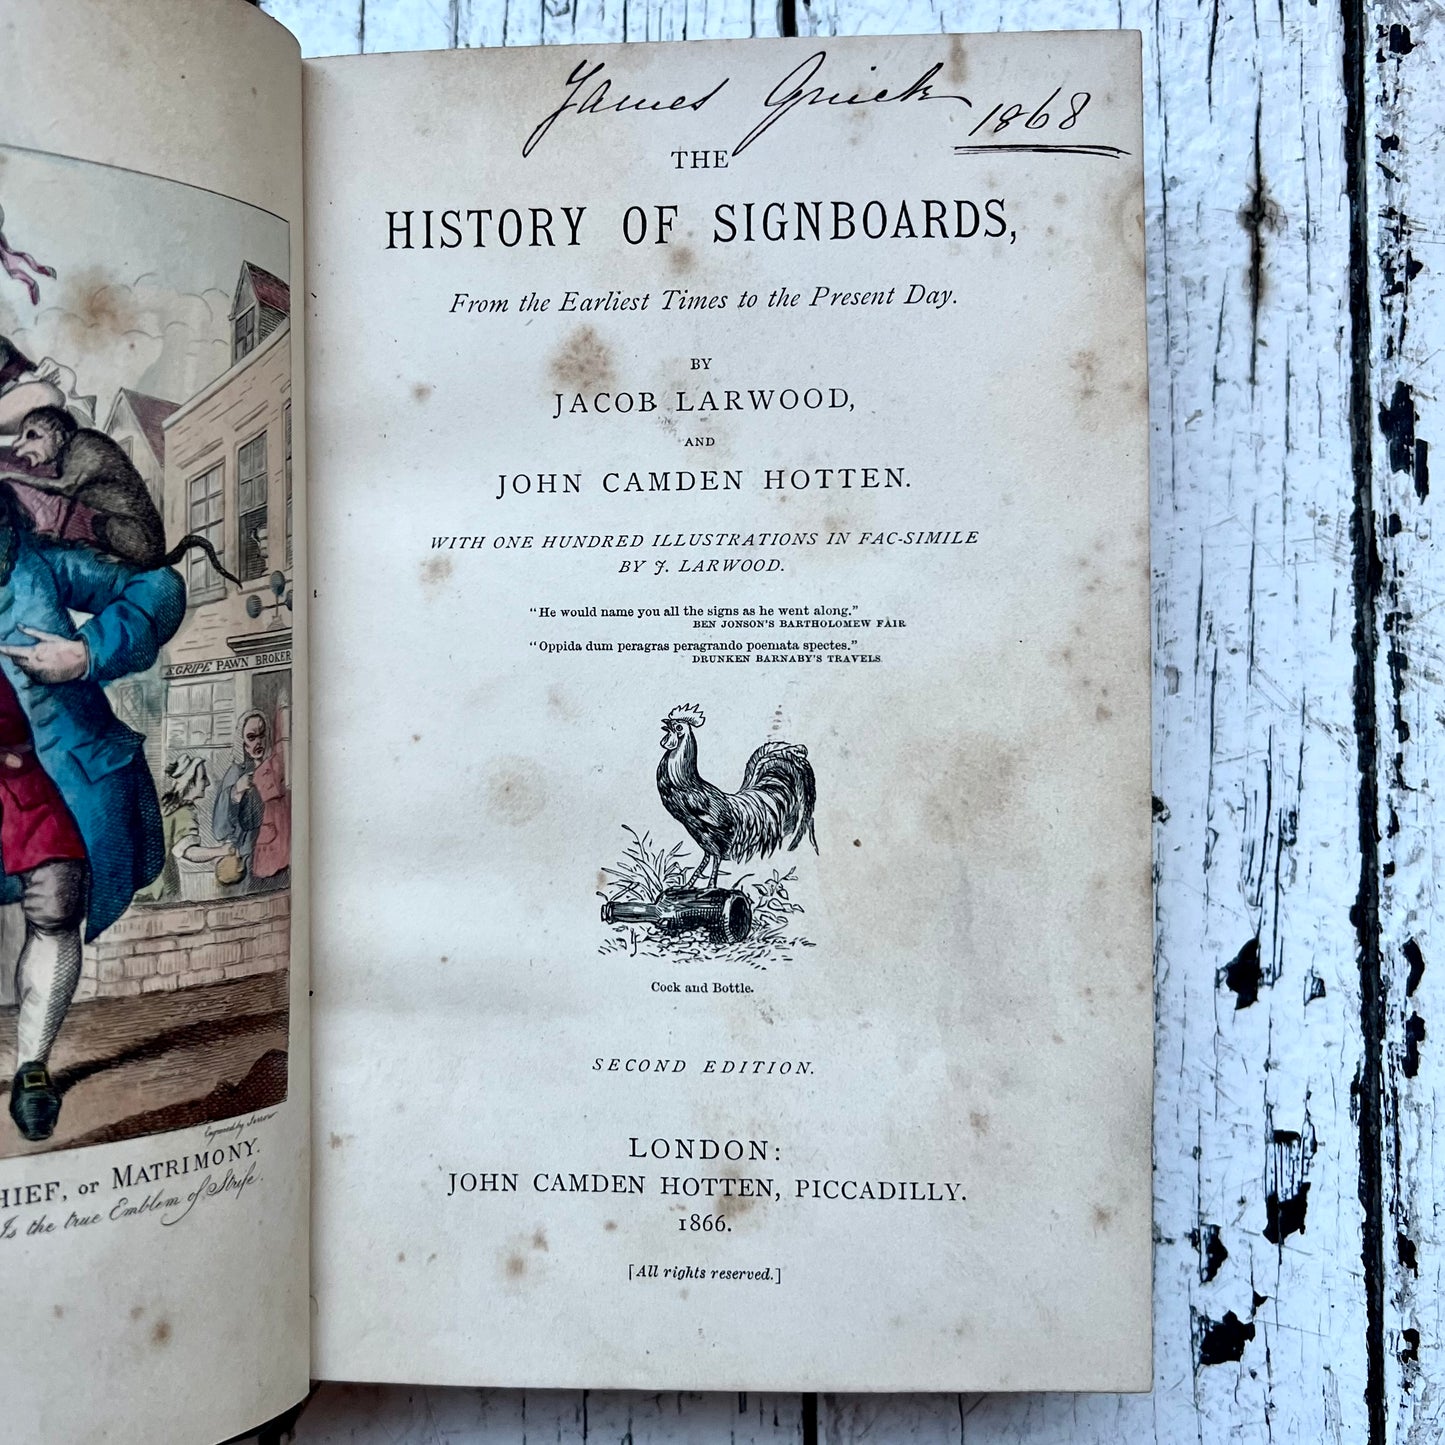 S. GRIPE PAWN BROKER
Engraved by
HIEF, or MATRIMONY.
Is the true Emblem of Strife.
James 1868
THE
HISTORY OF SIGNBOARDS,
From the Earliest Times to the Present Day.
BY
JACOB LARWOOD,
AND
JOHN CAMDEN HOTTEN.
WITH ONE HUNDRED ILLUSTRATIONS IN FAC-SIMILE
BY J. LARWOOD.
"He would name you all the signs as he went along."
BEN JONSON'S BARTHOLOMEW FAIR
"Oppida dum peragras peragrando poemata spectes."
DRUNKEN BARNABY'S TRAVELS.
Cock and Bottle.
SECOND EDITION.
LONDON:
JOHN CAMDEN HOTTEN, PICCADILLY.
1866.
[All rights reserved.]